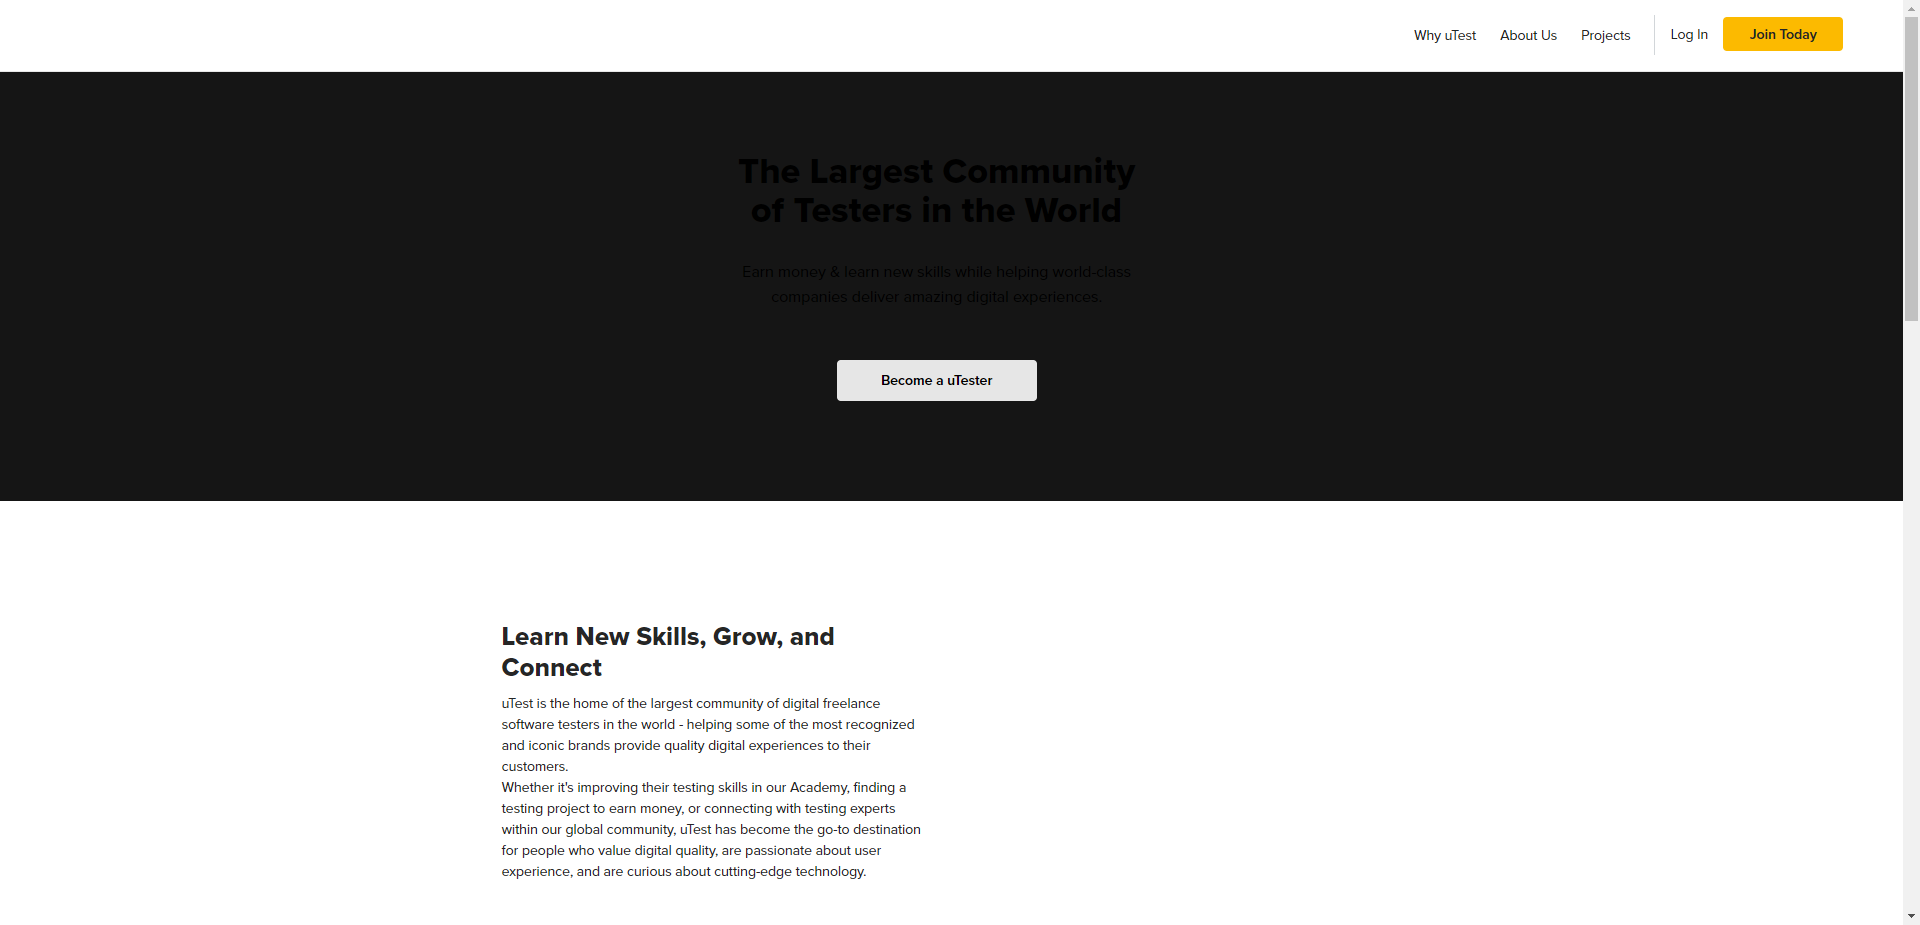 Why uTest
About Us
Projects
Log In
Join Today
The Largest Community
of Testers in the World
Earn money & learn new skills while helping world-class
companies deliver amazing digital experiences.
Become a uTester
Learn New Skills, Grow, and
Connect
uTest is the home of the largest community of digital freelance
software testers in the world - helping some of the most recognized
and iconic brands provide quality digital experiences to their
customers.
Whether it's improving their testing skills in our Academy, finding a
testing project to earn money, or connecting with testing experts
within our global community, uTest has become the go-to destination
for people who value digital quality, are passionate about user
experience, and are curious about cutting-edge technology.